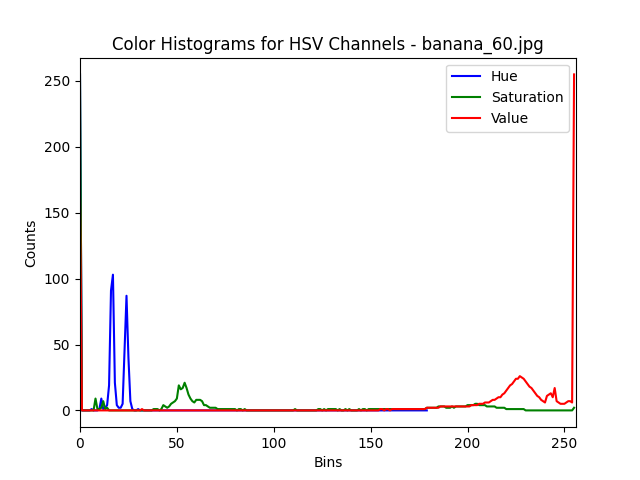 Color Histograms for HSV Channels - banana_60.jpg
Hue
Saturation
Value
Counts
250
200
150
100
50
0
0 50 100 150 200 250
Bins